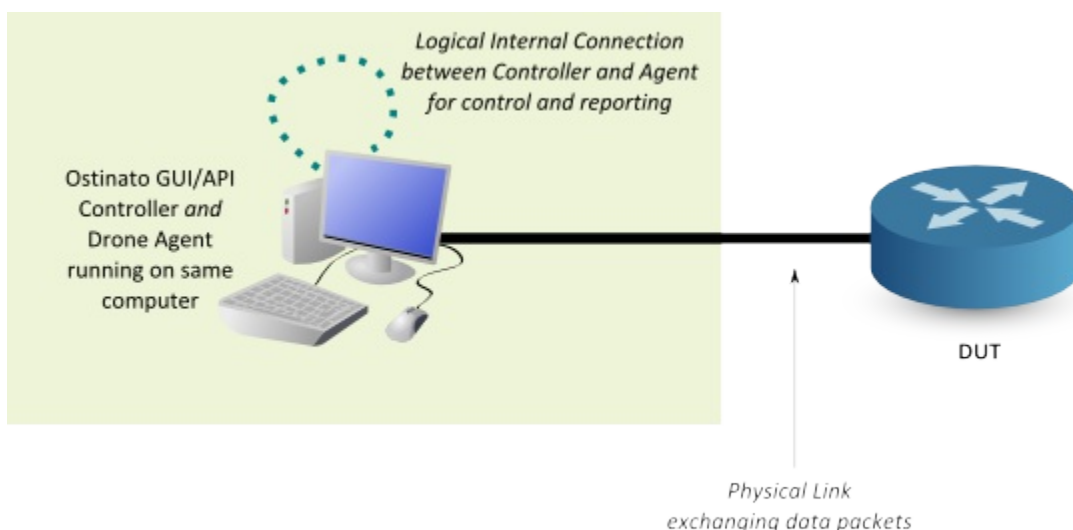 Logical Internal Connection
between Controller and Agent
for control and reporting
Ostinato GUI/API
Controller and
Drone Agent
running on same
computer
DUT
Physical Link
exchanging data packets